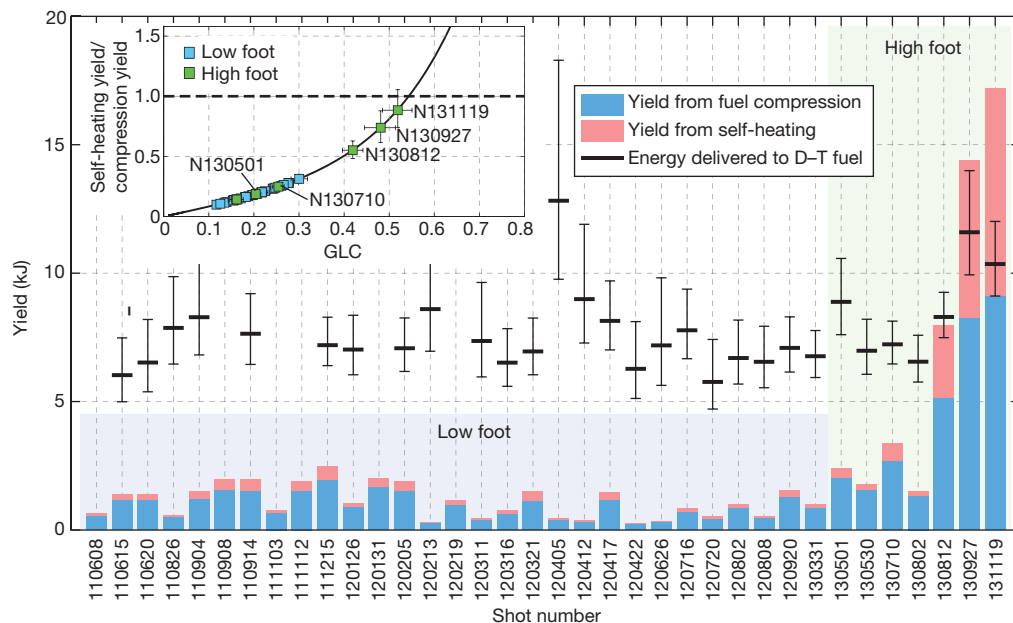 20
15
10
5
0
Yield (kJ)
1.5
1.0
0.5
0
Self-heating yield/
compression yield
Low foot
High foot
N131119
N130927
N130812
N130501
N130710
0.1 0.2 0.3 0.4 0.5 0.6 0.7 0.8
GLC
High foot
Yield from fuel compression
Yield from self-heating
Energy delivered to D–T fuel
Low foot
110608
110615
110620
110826
110904
110908
110914
111103
111112
111215
120126
120131
120205
120213
120219
120311
120316
120321
120405
120412
120417
120422
120626
120716
120720
120802
120808
120920
130331
130501
130530
130710
130802
130812
130927
131119
Shot number